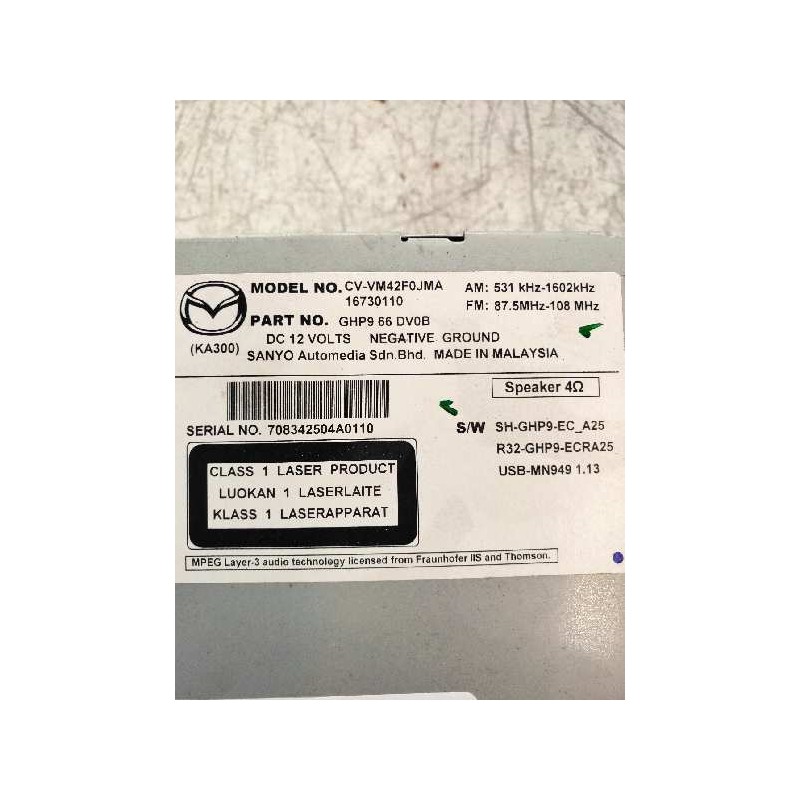 MODEL NO. CV-VM42F0JMA AM: 531 kHz-1602kHz
16730110 FM: 87.5MHz-108 MHz
PART NO. GHP9 66 DV0B
(KA300) DC 12 VOLTS NEGATIVE GROUND
SANYO Automedia Sdn.Bhd. MADE IN MALAYSIA
Speaker 4Ω
SERIAL NO. 708342504A0110
S/W SH-GHP9-EC_A25
R32-GHP9-ECRA25
USB-MN949 1.13
CLASS 1 LASER PRODUCT
LUOKAN 1 LASERLAITE
KLASS 1 LASERAPPARAT
MPEG Layer-3 audio technology licensed from Fraunhofer IIS and Thomson.